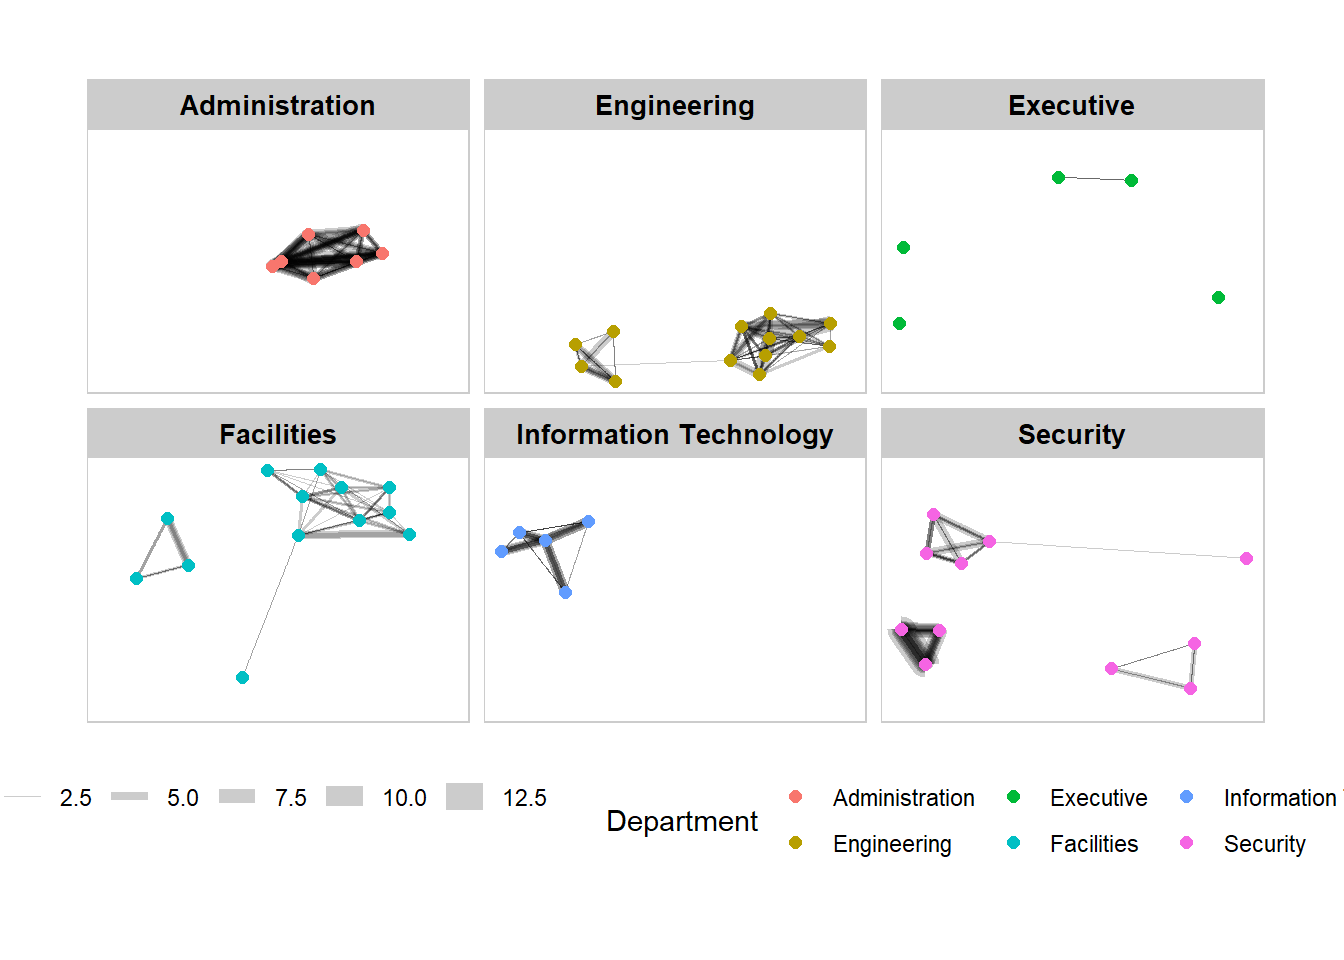 Administration
Engineering
Executive
Facilities
Information Technology
Security
2.5 5.0 7.5 10.0 12.5
Department
Administration Executive Information
Engineering Facilities Security